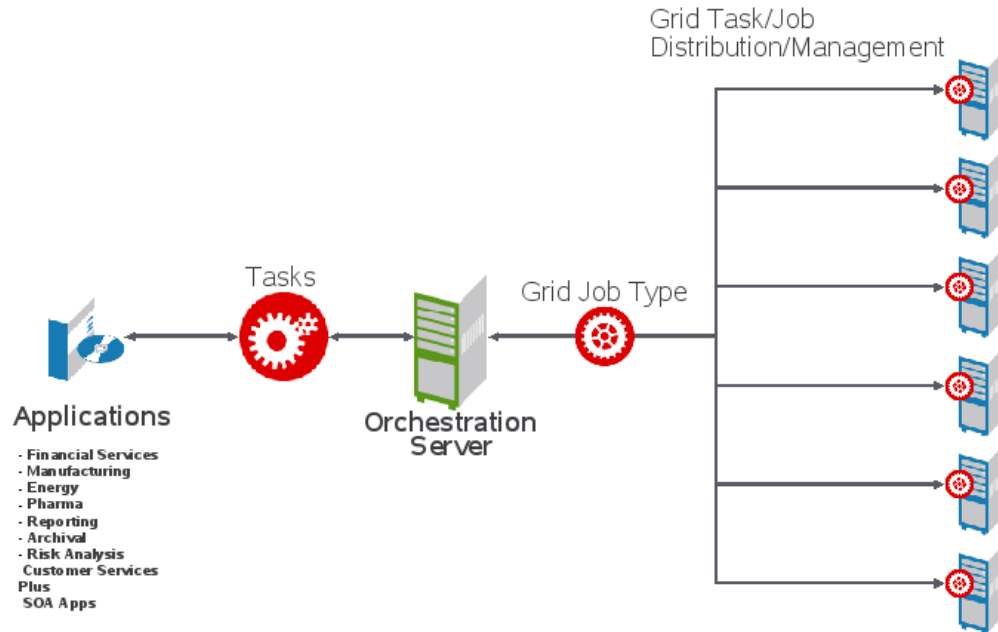 Grid Task/Job
Distribution/Management
Tasks
Grid Job Type
Applications
Orchestration
Server
- Financial Services
- Manufacturing
- Energy
- Pharma
- Reporting
- Archival
- Risk Analysis
Customer Services
Plus
SOA Apps